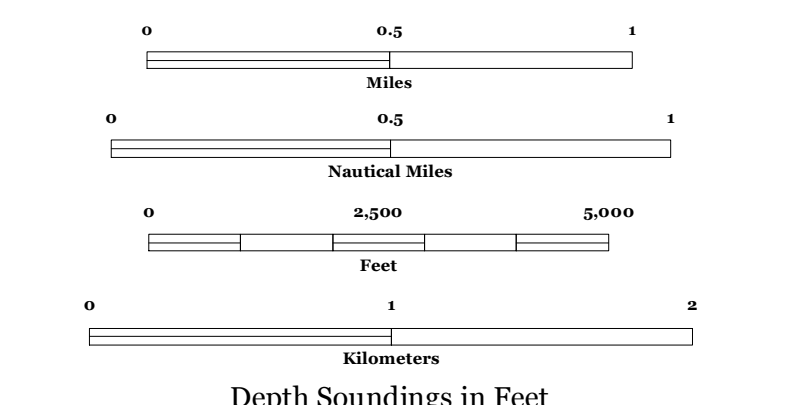 0 0.5 1
Miles
0 0.5 1
Nautical Miles
0 2,500 5,000
Feet
0 1 2
Kilometers
Depth Soundings in Feet